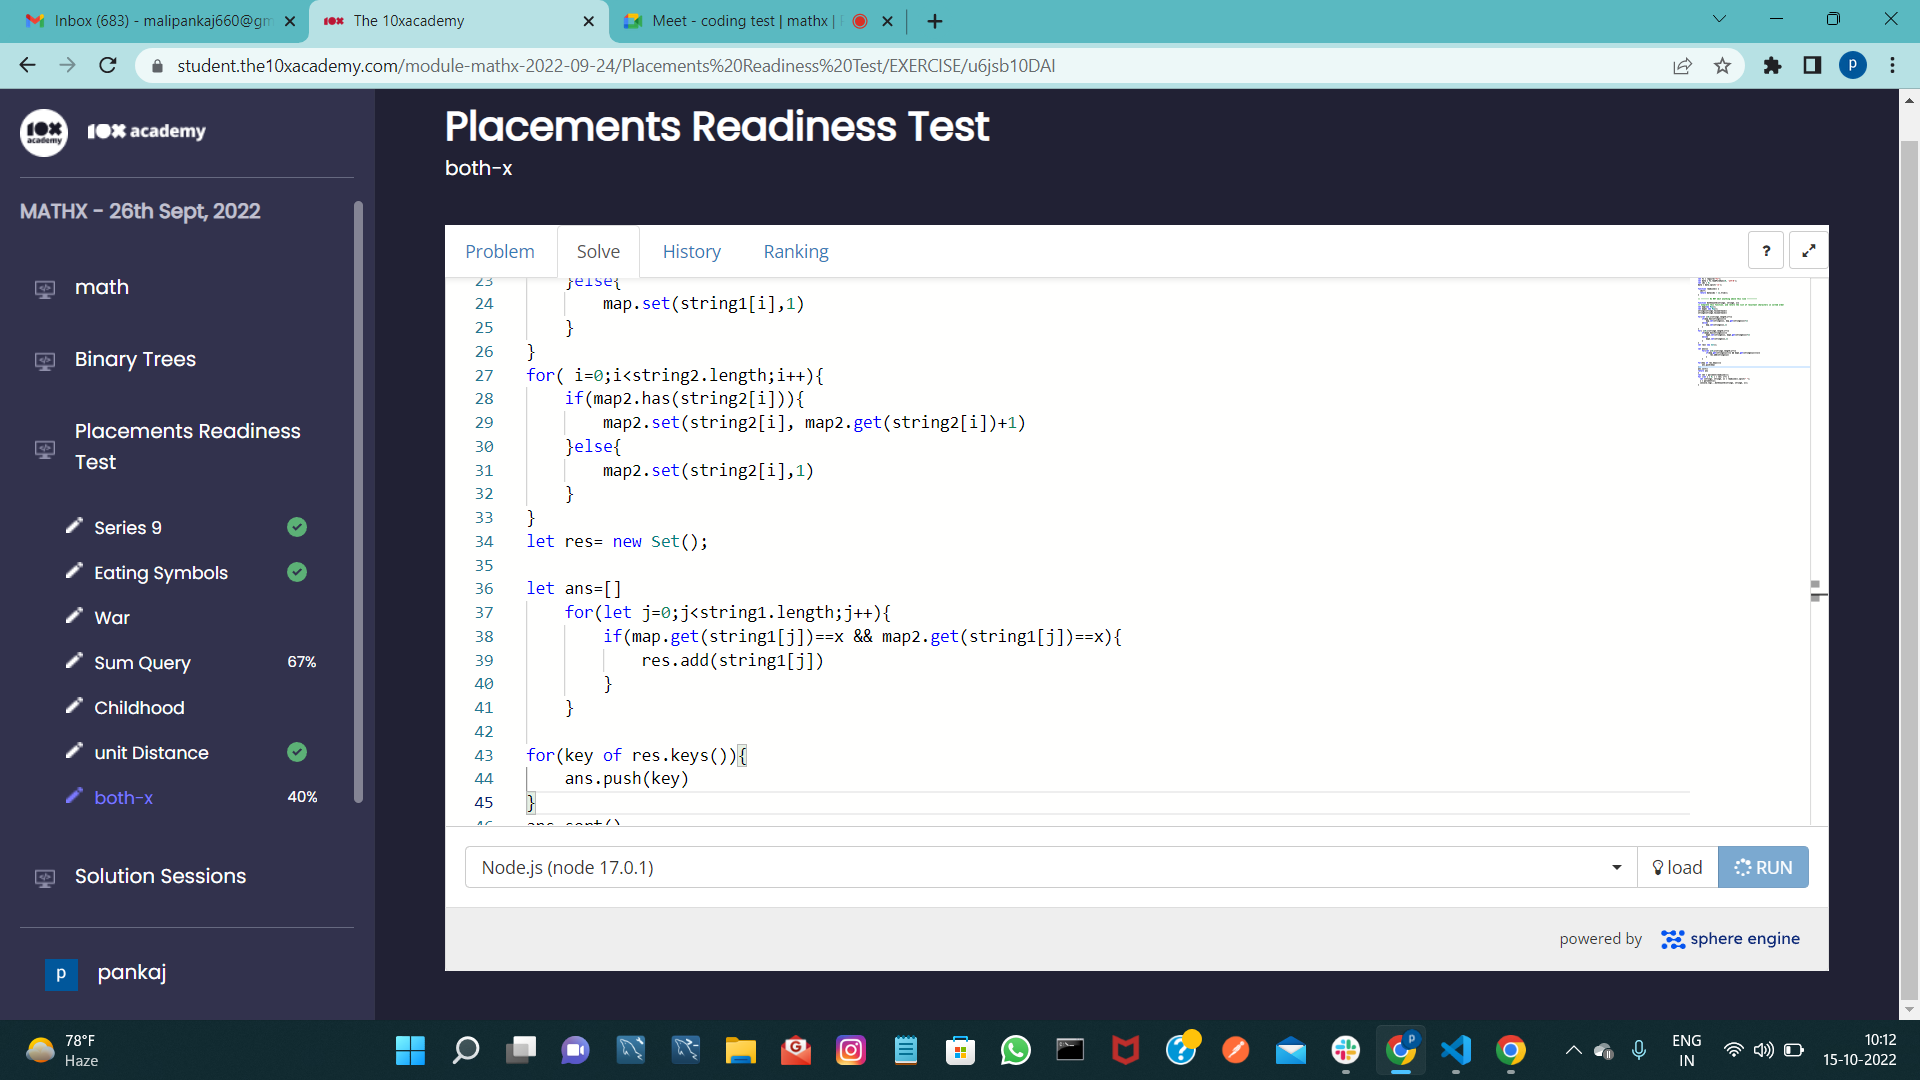 Inbox (683) - malipankaj660@gm
The 10xacademy
Meet - coding test | mathx |
student.the10xacademy.com/module-mathx-2022-09-24/Placements%20Readiness%20Test/EXERCISE/u6jsb10DAI
P
10x academy
10x academy
MATHX - 26th Sept, 2022
math
Binary Trees
Placements Readiness
Test
Series 9
Eating Symbols
War
Sum Query 67%
Childhood
unit Distance
both-x 40%
Solution Sessions
p pankaj
Placements Readiness Test
both-x
Problem Solve History Ranking ?
23 }else{
24 map.set(string1[i],1)
25 }
26 }
27 for( i=0;i<string2.length;i++){
28 if(map2.has(string2[i])){
29 map2.set(string2[i], map2.get(string2[i])+1)
30 }else{
31 map2.set(string2[i],1)
32 }
33 }
34 let res= new Set();
35
36 let ans=[]
37 for(let j=0;j<string1.length;j++){
38 if(map.get(string1[j])==x && map2.get(string1[j])==x){
39 res.add(string1[j])
40 }
41 }
42
43 for(key of res.keys()){
44 ans.push(key)
45 }
46 ans.sort()
Node.js (node 17.0.1) load RUN
powered by sphere engine
78°F
Haze
ENG
IN
10:12
15-10-2022